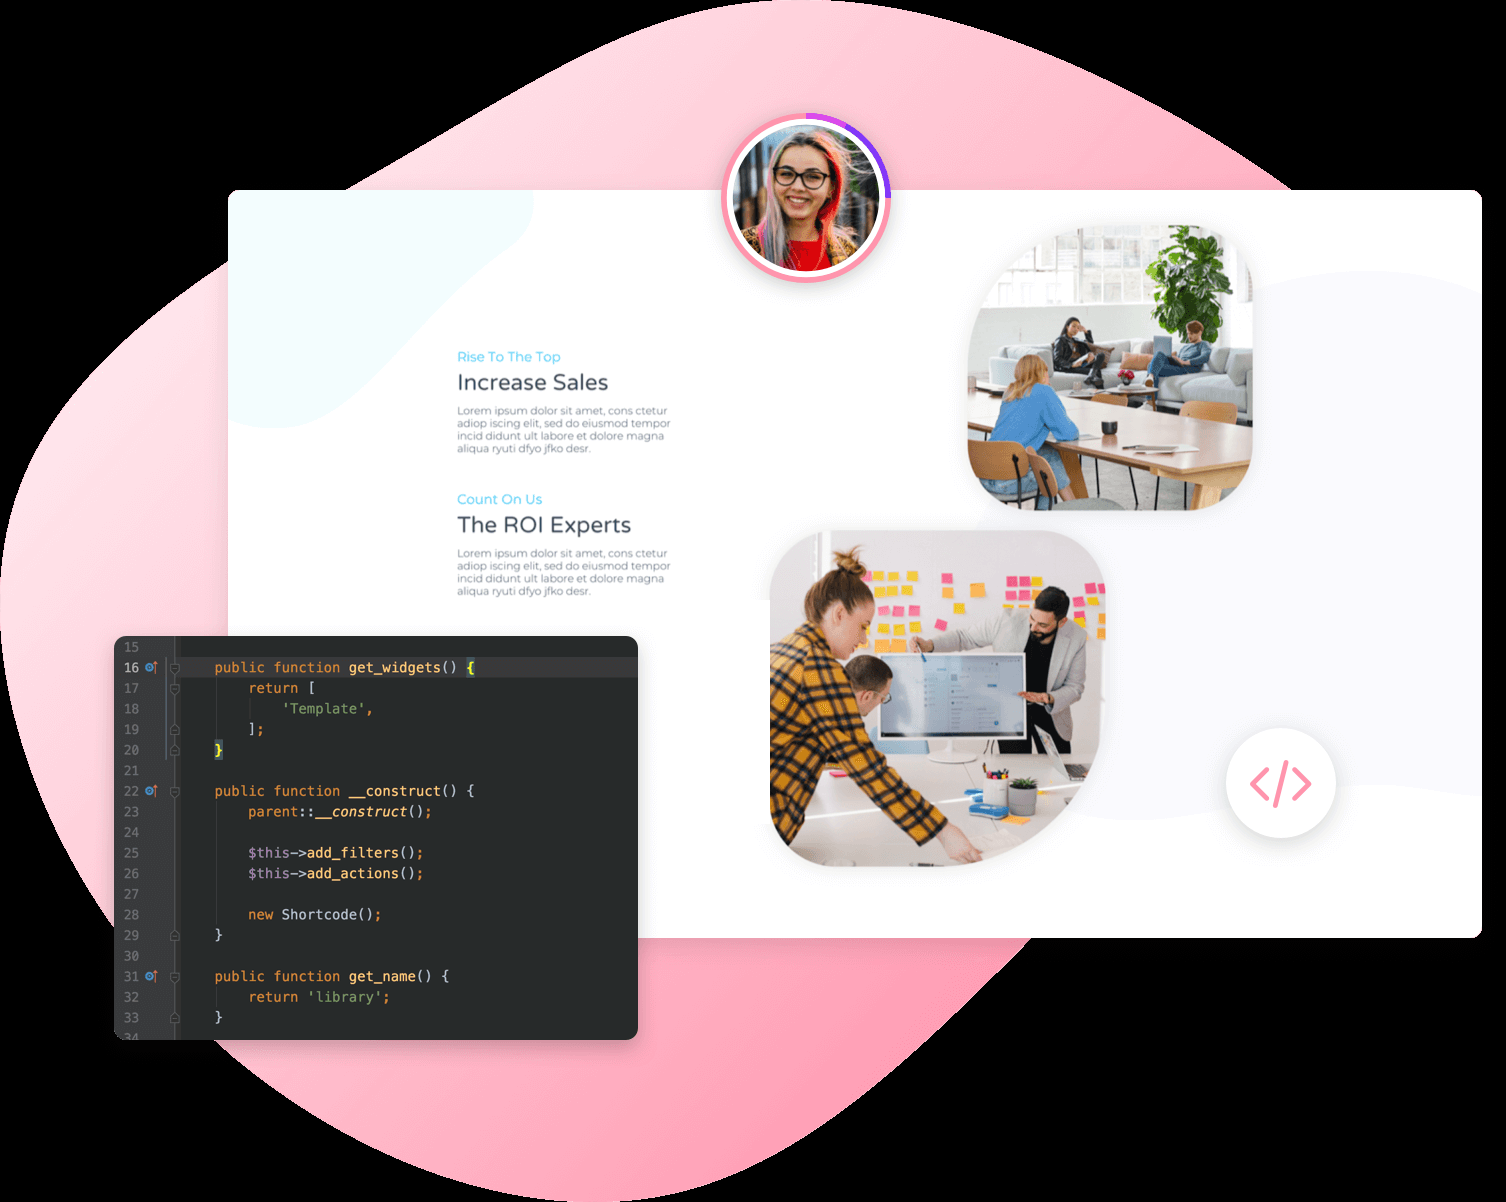 Rise To The Top
Increase Sales
Lorem ipsum dolor sit amet, cons ctetur
adiop iscing elit, sed do eiusmod tempor
incid didunt ult labore et dolore magna
aliqua ryuti dfyo jfko desr.
Count On Us
The ROI Experts
Lorem ipsum dolor sit amet, cons ctetur
adiop iscing elit, sed do eiusmod tempor
incid didunt ult labore et dolore magna
aliqua ryuti dfyo jfko desr.
15
16 public function get_widgets() {
17 return [
18 'Template',
19 ];
20 }
21
22 public function __construct() {
23 parent::__construct();
24
25 $this->add_filters();
26 $this->add_actions();
27
28 new Shortcode();
29 }
30
31 public function get_name() {
32 return 'library';
33 }
34
</>